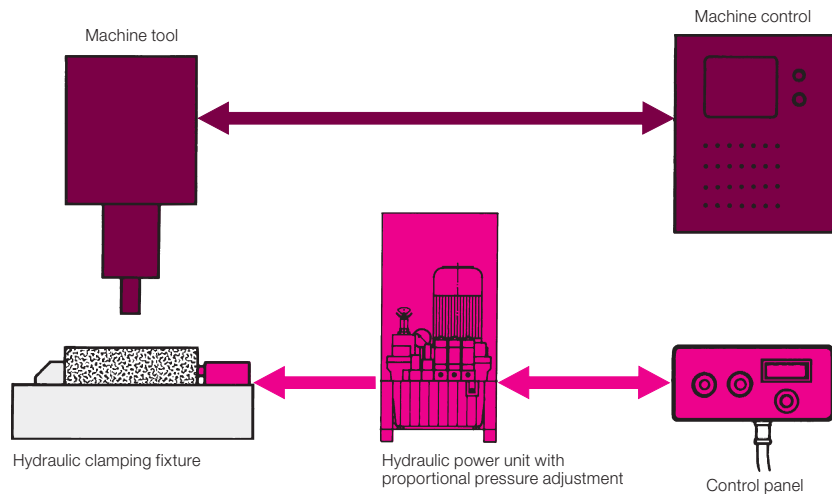 Machine tool
Machine control
Hydraulic clamping fixture
Hydraulic power unit with
proportional pressure adjustment
Control panel